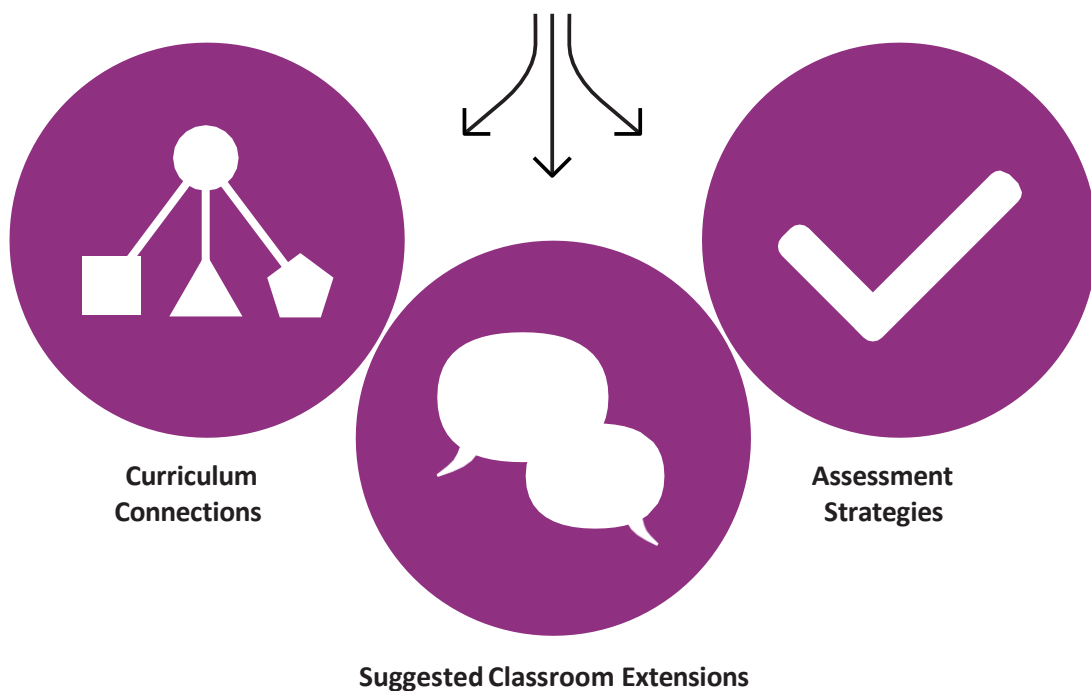 Curriculum
Connections
Assessment
Strategies
Suggested Classroom Extensions